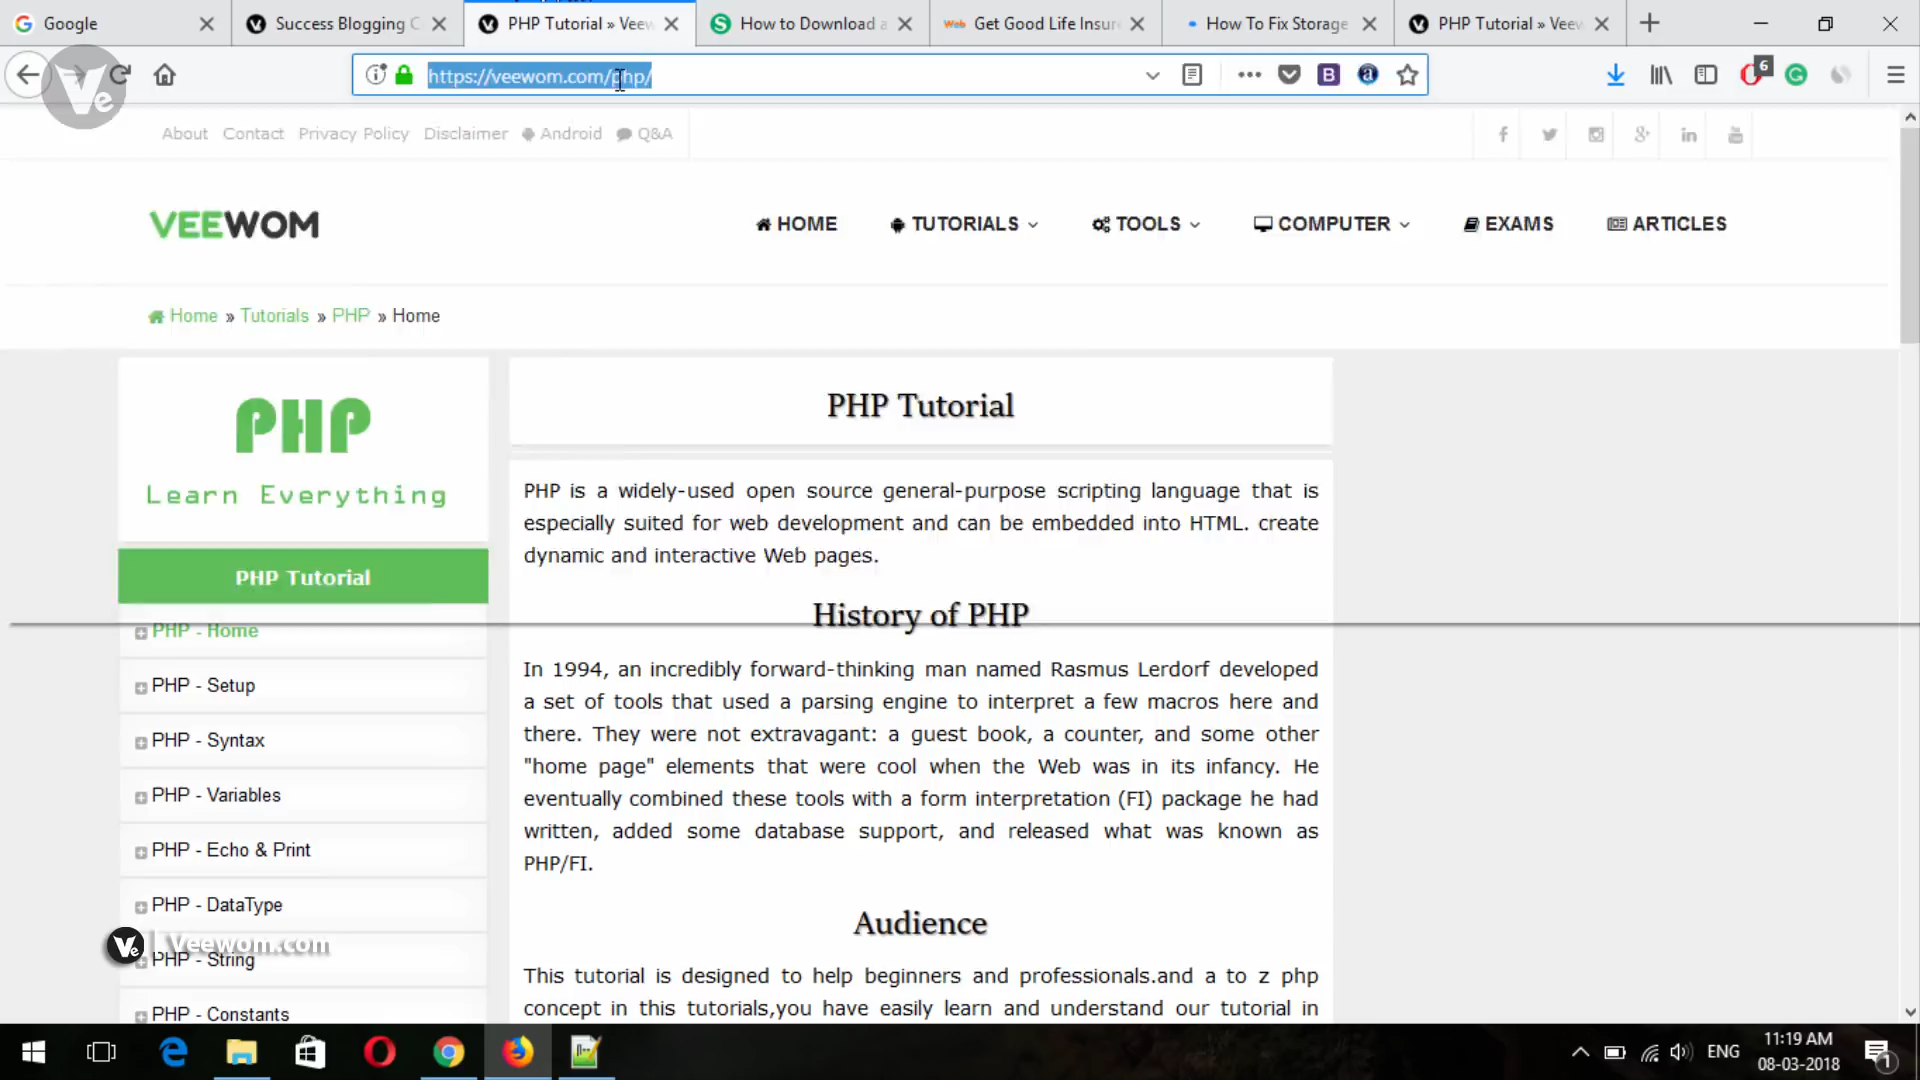 Google
Success Blogging C
PHP Tutorial » Veew
How to Download a
Web Get Good Life Insur
How To Fix Storage
PHP Tutorial » Veew
https://veewom.com/php/
B
a
6
Ve
About Contact Privacy Policy Disclaimer Android Q&A
VEEWOM
HOME TUTORIALS TOOLS COMPUTER EXAMS ARTICLES
Home » Tutorials » PHP » Home
PHP
Learn Everything
PHP Tutorial
PHP - Home
PHP - Setup
PHP - Syntax
PHP - Variables
PHP - Echo & Print
PHP - DataType
PHP - String
PHP - Constants
Ve Veewom.com
PHP Tutorial
PHP is a widely-used open source general-purpose scripting language that is
especially suited for web development and can be embedded into HTML. create
dynamic and interactive Web pages.
History of PHP
In 1994, an incredibly forward-thinking man named Rasmus Lerdorf developed
a set of tools that used a parsing engine to interpret a few macros here and
there. They were not extravagant: a guest book, a counter, and some other
"home page" elements that were cool when the Web was in its infancy. He
eventually combined these tools with a form interpretation (FI) package he had
written, added some database support, and released what was known as
PHP/FI.
Audience
This tutorial is designed to help beginners and professionals.and a to z php
concept in this tutorials,you have easily learn and understand our tutorial in
ENG
11:19 AM
08-03-2018
1